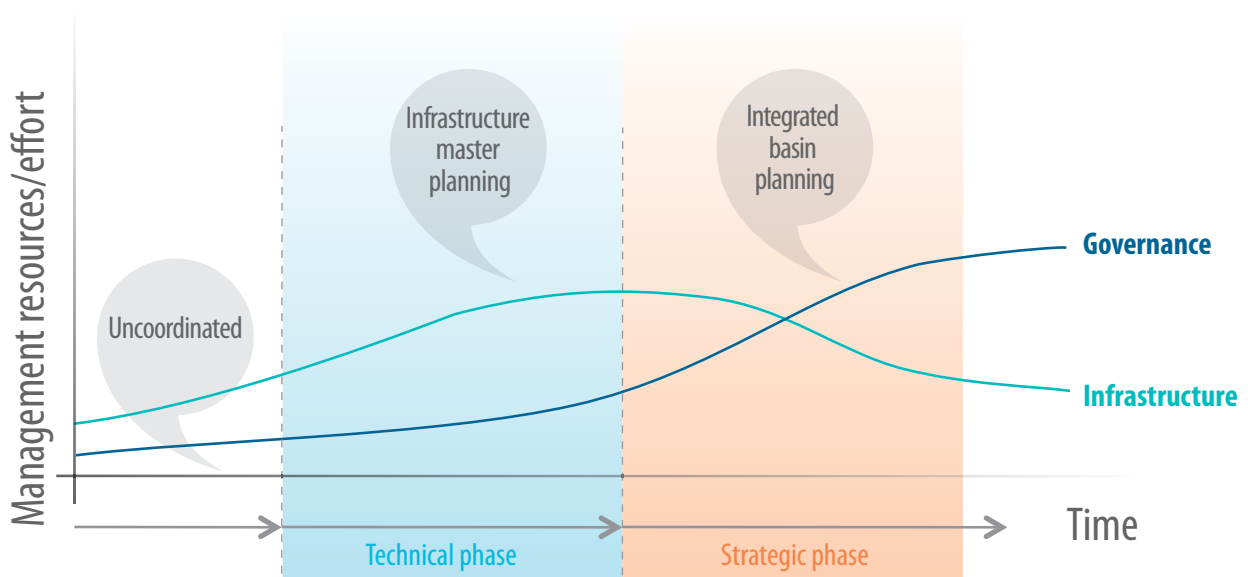 Management resources/effort
Uncoordinated
Infrastructure
master
planning
Integrated
basin
planning
Governance
Infrastructure
Time
Technical phase
Strategic phase